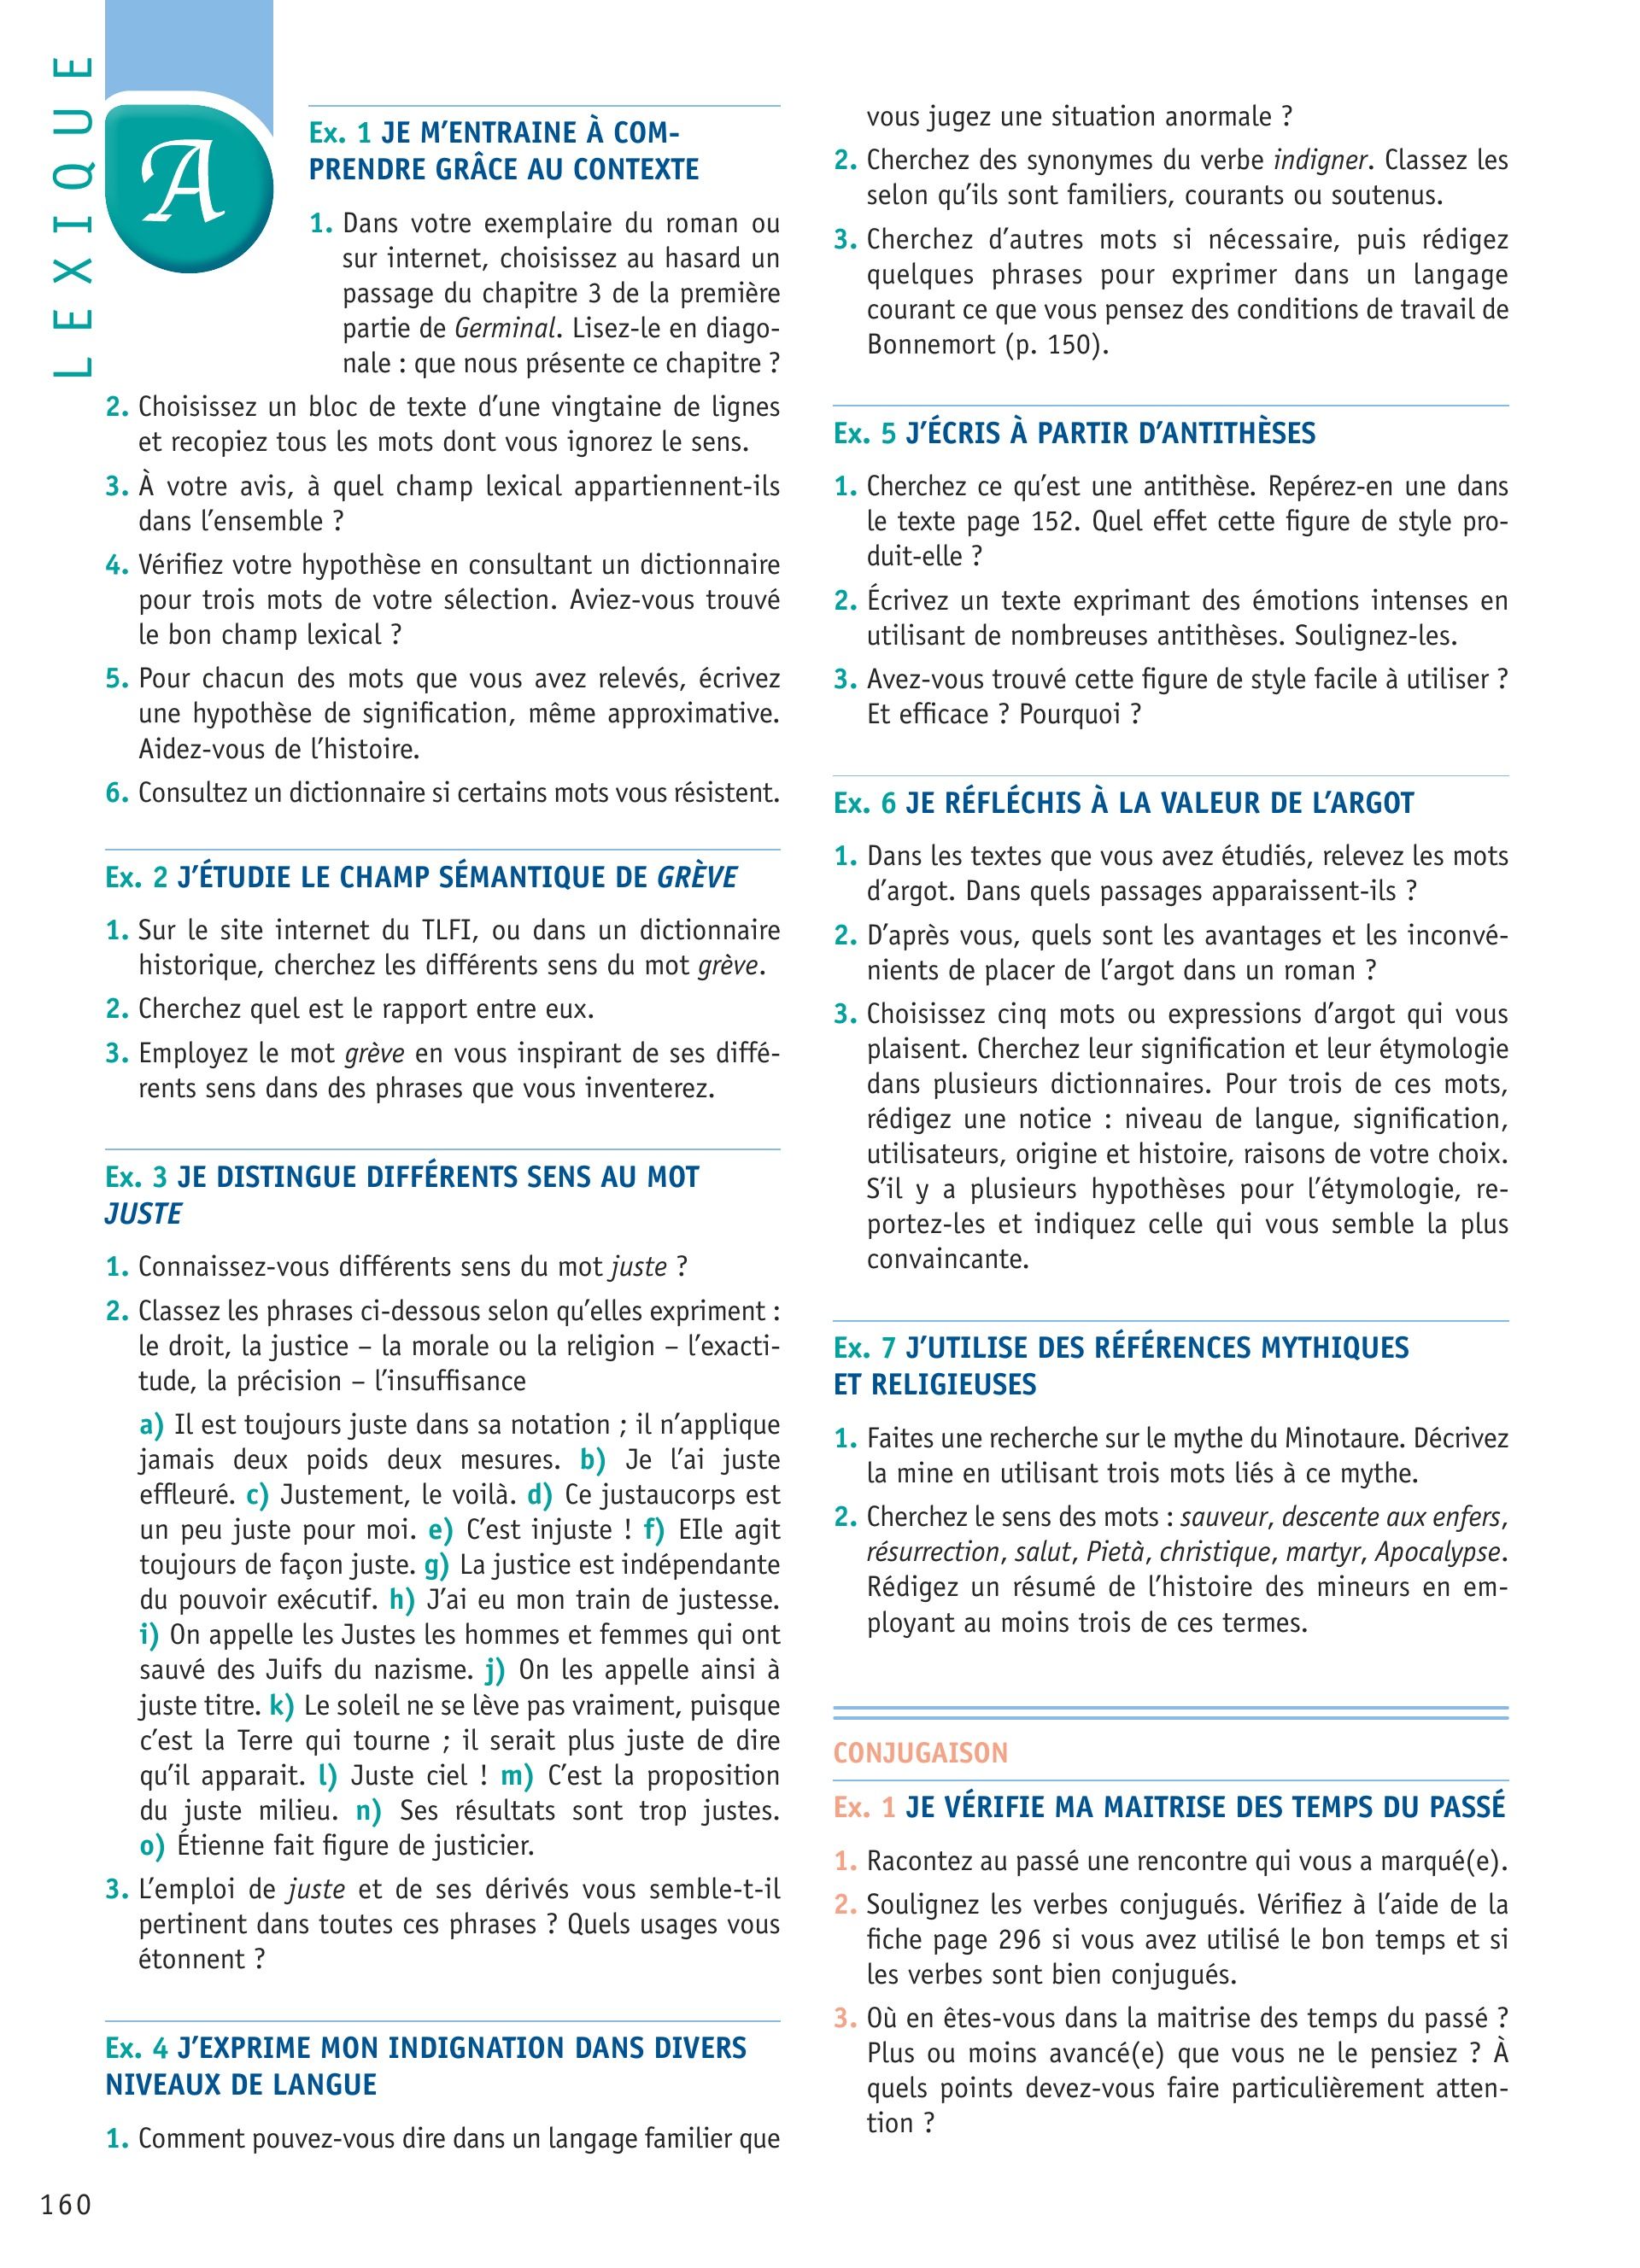 LEXIQUE
A
Ex. 1 JE M’ENTRAINE À COM-
PRENDRE GRÂCE AU CONTEXTE
1. Dans votre exemplaire du roman ou
sur internet, choisissez au hasard un
passage du chapitre 3 de la première
partie de Germinal. Lisez-le en diago-
nale : que nous présente ce chapitre ?
2. Choisissez un bloc de texte d’une vingtaine de lignes
et recopiez tous les mots dont vous ignorez le sens.
3. À votre avis, à quel champ lexical appartiennent-ils
dans l’ensemble ?
4. Vérifiez votre hypothèse en consultant un dictionnaire
pour trois mots de votre sélection. Aviez-vous trouvé
le bon champ lexical ?
5. Pour chacun des mots que vous avez relevés, écrivez
une hypothèse de signification, même approximative.
Aidez-vous de l’histoire.
6. Consultez un dictionnaire si certains mots vous résistent.
Ex. 2 J’ÉTUDIE LE CHAMP SÉMANTIQUE DE GRÈVE
1. Sur le site internet du TLFI, ou dans un dictionnaire
historique, cherchez les différents sens du mot grève.
2. Cherchez quel est le rapport entre eux.
3. Employez le mot grève en vous inspirant de ses diffé-
rents sens dans des phrases que vous inventerez.
Ex. 3 JE DISTINGUE DIFFÉRENTS SENS AU MOT
JUSTE
1. Connaissez-vous différents sens du mot juste ?
2. Classez les phrases ci-dessous selon qu’elles expriment :
le droit, la justice – la morale ou la religion – l’exacti-
tude, la précision – l’insuffisance
a) Il est toujours juste dans sa notation ; il n’applique
jamais deux poids deux mesures. b) Je l’ai juste
effleuré. c) Justement, le voilà. d) Ce justaucorps est
un peu juste pour moi. e) C’est injuste ! f) EIle agit
toujours de façon juste. g) La justice est indépendante
du pouvoir exécutif. h) J’ai eu mon train de justesse.
i) On appelle les Justes les hommes et femmes qui ont
sauvé des Juifs du nazisme. j) On les appelle ainsi à
juste titre. k) Le soleil ne se lève pas vraiment, puisque
c’est la Terre qui tourne ; il serait plus juste de dire
qu’il apparait. l) Juste ciel ! m) C’est la proposition
du juste milieu. n) Ses résultats sont trop justes.
o) Étienne fait figure de justicier.
3. L’emploi de juste et de ses dérivés vous semble-t-il
pertinent dans toutes ces phrases ? Quels usages vous
étonnent ?
Ex. 4 J’EXPRIME MON INDIGNATION DANS DIVERS
NIVEAUX DE LANGUE
1. Comment pouvez-vous dire dans un langage familier que
vous jugez une situation anormale ?
2. Cherchez des synonymes du verbe indigner. Classez les
selon qu’ils sont familiers, courants ou soutenus.
3. Cherchez d’autres mots si nécessaire, puis rédigez
quelques phrases pour exprimer dans un langage
courant ce que vous pensez des conditions de travail de
Bonnemort (p. 150).
Ex. 5 J’ÉCRIS À PARTIR D’ANTITHÈSES
1. Cherchez ce qu’est une antithèse. Repérez-en une dans
le texte page 152. Quel effet cette figure de style pro-
duit-elle ?
2. Écrivez un texte exprimant des émotions intenses en
utilisant de nombreuses antithèses. Soulignez-les.
3. Avez-vous trouvé cette figure de style facile à utiliser ?
Et efficace ? Pourquoi ?
Ex. 6 JE RÉFLÉCHIS À LA VALEUR DE L’ARGOT
1. Dans les textes que vous avez étudiés, relevez les mots
d’argot. Dans quels passages apparaissent-ils ?
2. D’après vous, quels sont les avantages et les inconvé-
nients de placer de l’argot dans un roman ?
3. Choisissez cinq mots ou expressions d’argot qui vous
plaisent. Cherchez leur signification et leur étymologie
dans plusieurs dictionnaires. Pour trois de ces mots,
rédigez une notice : niveau de langue, signification,
utilisateurs, origine et histoire, raisons de votre choix.
S’il y a plusieurs hypothèses pour l’étymologie, re-
portez-les et indiquez celle qui vous semble la plus
convaincante.
Ex. 7 J’UTILISE DES RÉFÉRENCES MYTHIQUES
ET RELIGIEUSES
1. Faites une recherche sur le mythe du Minotaure. Décrivez
la mine en utilisant trois mots liés à ce mythe.
2. Cherchez le sens des mots : sauveur, descente aux enfers,
résurrection, salut, Pietà, christique, martyr, Apocalypse.
Rédigez un résumé de l’histoire des mineurs en em-
ployant au moins trois de ces termes.
CONJUGAISON
Ex. 1 JE VÉRIFIE MA MAITRISE DES TEMPS DU PASSÉ
1. Racontez au passé une rencontre qui vous a marqué(e).
2. Soulignez les verbes conjugués. Vérifiez à l’aide de la
fiche page 296 si vous avez utilisé le bon temps et si
les verbes sont bien conjugués.
3. Où en êtes-vous dans la maitrise des temps du passé ?
Plus ou moins avancé(e) que vous ne le pensiez ? À
quels points devez-vous faire particulièrement atten-
tion ?
160